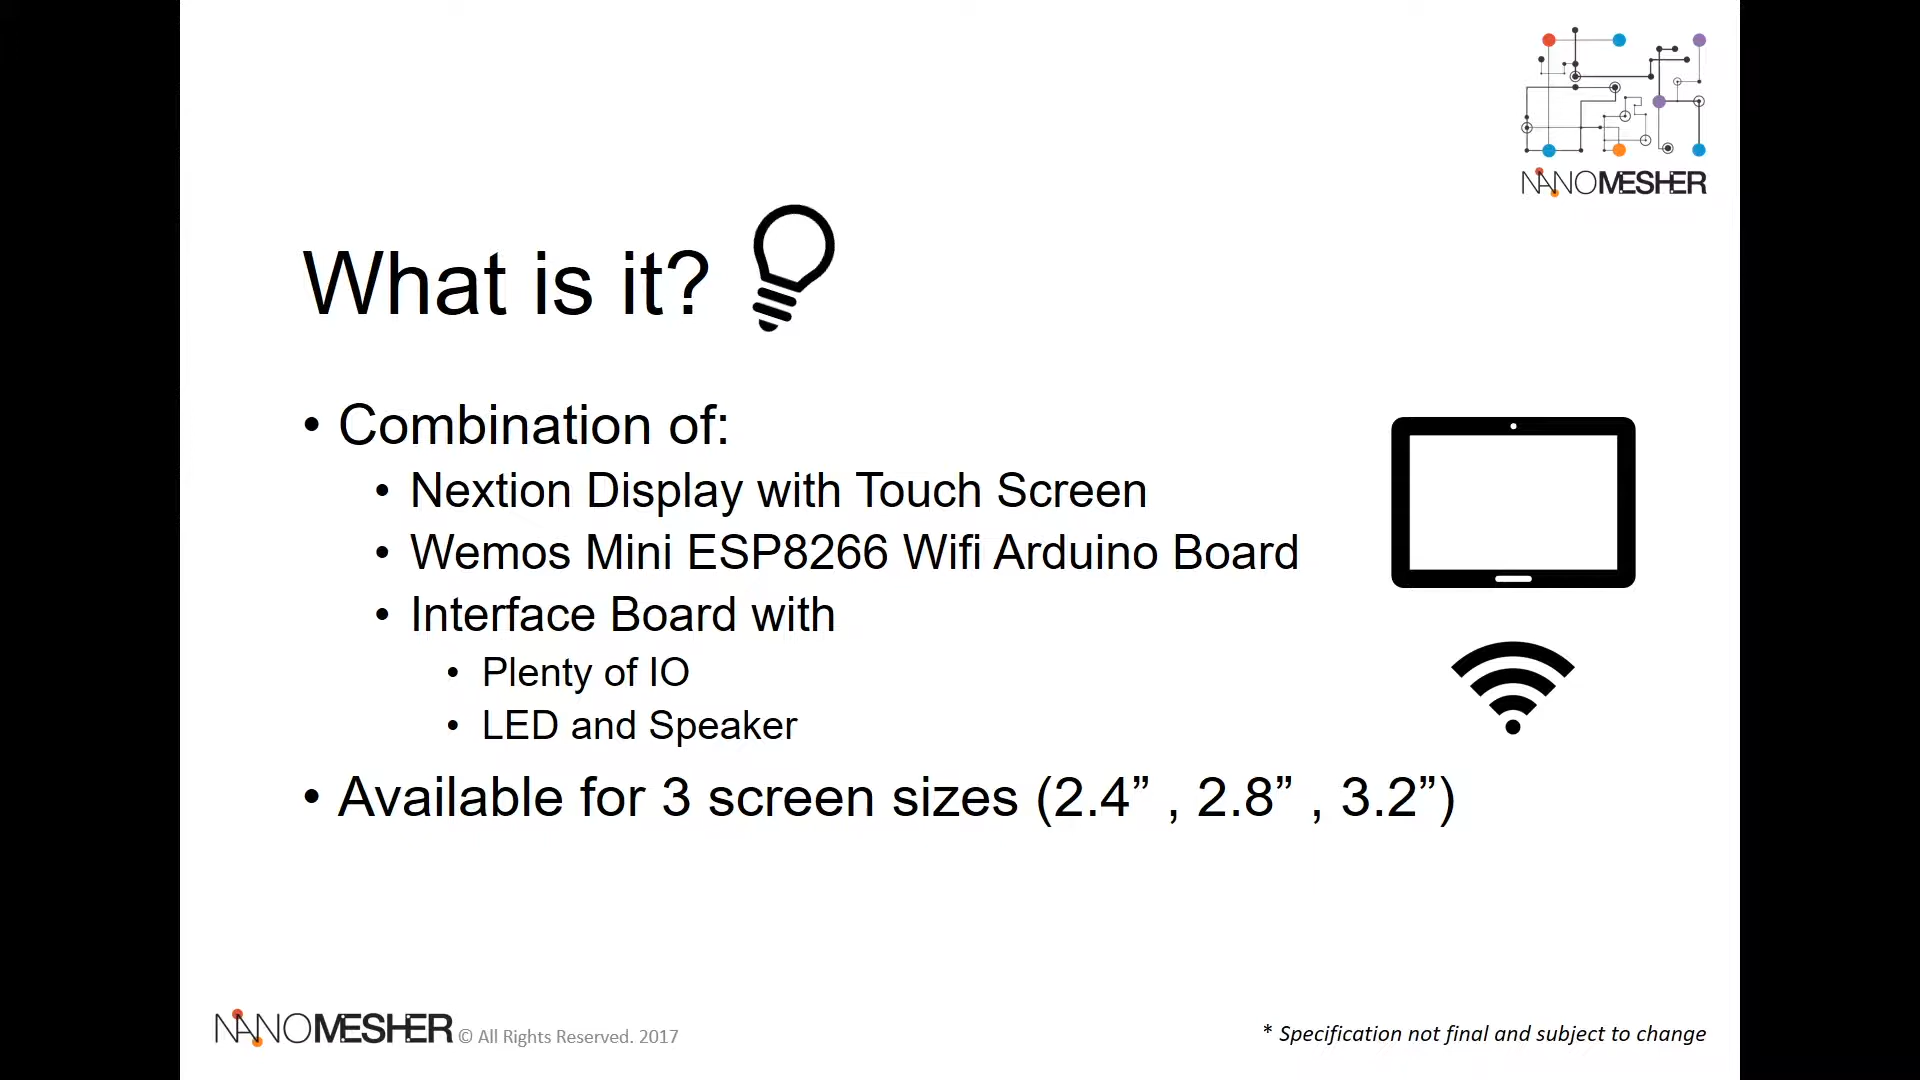 NANOMESHER
What is it?
• Combination of:
• Nextion Display with Touch Screen
• Wemos Mini ESP8266 Wifi Arduino Board
• Interface Board with
• Plenty of IO
• LED and Speaker
• Available for 3 screen sizes (2.4” , 2.8” , 3.2”)
NANOMESHER © All Rights Reserved. 2017
* Specification not final and subject to change